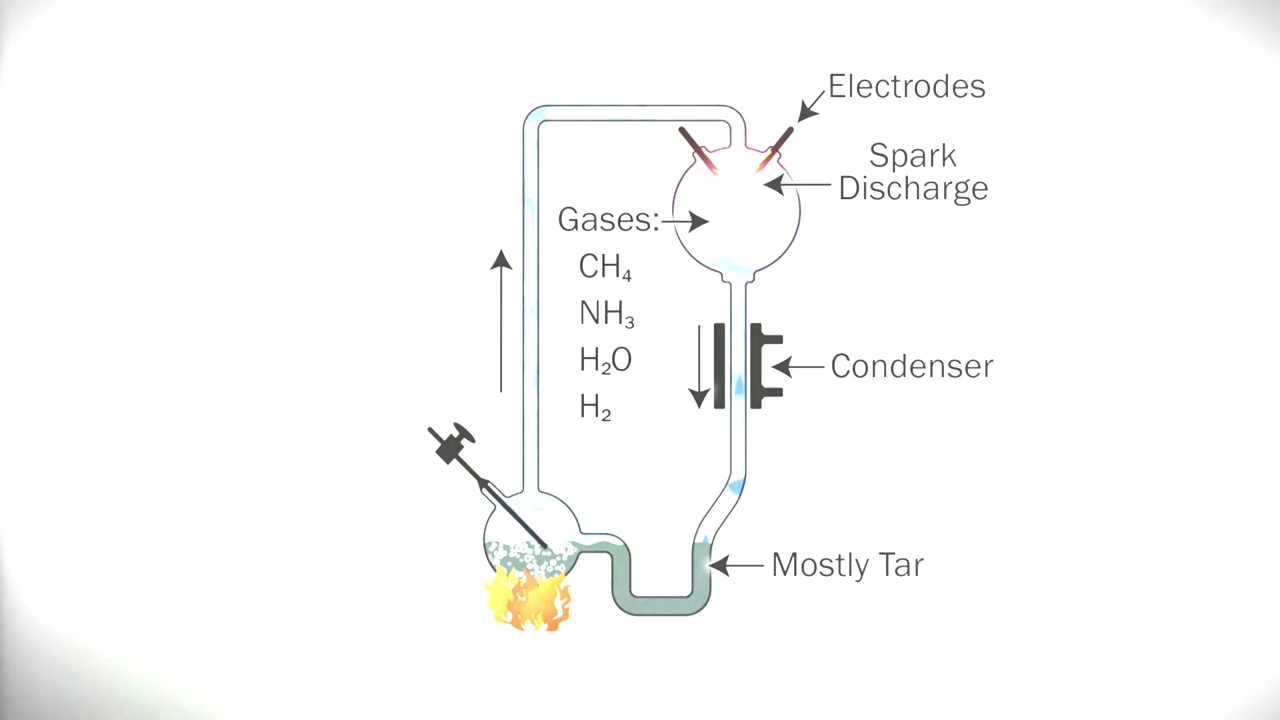 Electrodes
Spark
Discharge
Gases:
CH₄
NH₃
H₂O
H₂
Condenser
Mostly Tar